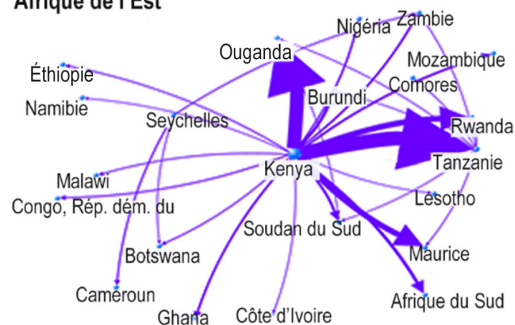 Afrique de l'Est
Nigéria
Zambie
Ouganda
Mozambique
Éthiopie
Comores
Namibie
Burundi
Seychelles
Rwanda
Tanzanie
Kenya
Malawi
Lesotho
Congo, Rép. dém. du
Soudan du Sud
Botswana
Maurice
Cameroun
Afrique du Sud
Ghana
Côte d'Ivoire